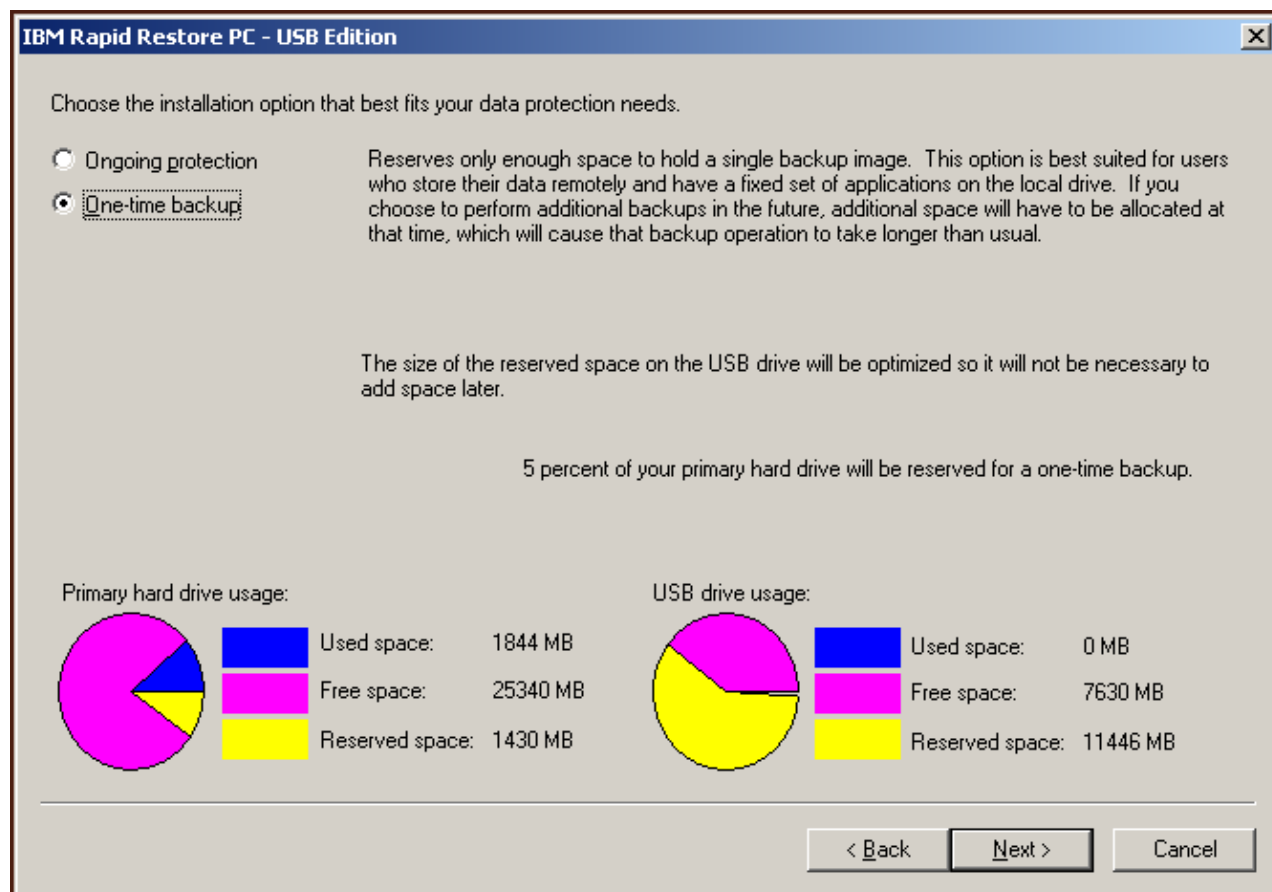 IBM Rapid Restore PC - USB Edition
Choose the installation option that best fits your data protection needs.
Ongoing protection
One-time backup
Reserves only enough space to hold a single backup image.  This option is best suited for users
who store their data remotely and have a fixed set of applications on the local drive.  If you
choose to perform additional backups in the future, additional space will have to be allocated at
that time, which will cause that backup operation to take longer than usual.
The size of the reserved space on the USB drive will be optimized so it will not be necessary to
add space later.
5 percent of your primary hard drive will be reserved for a one-time backup.
Primary hard drive usage:
Used space: 1844 MB
Free space: 25340 MB
Reserved space: 1430 MB
USB drive usage:
Used space: 0 MB
Free space: 7630 MB
Reserved space: 11446 MB
< Back
Next >
Cancel